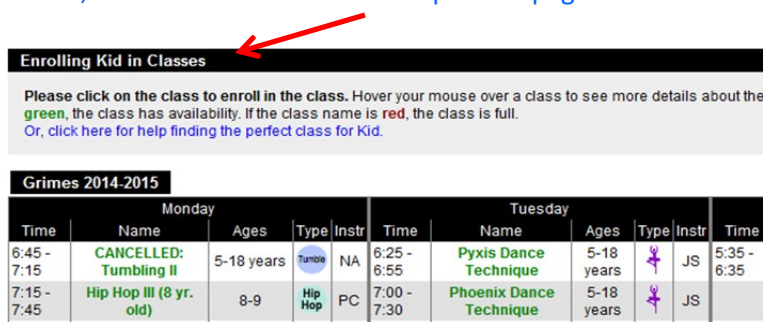 Enrolling Kid in Classes
Please click on the class to enroll in the class. Hover your mouse over a class to see more details about the
green, the class has availability. If the class name is red, the class is full.
Or, click here for help finding the perfect class for Kid.
Grimes 2014-2015
Monday Tuesday
Time Name Ages Type Instr Time Name Ages Type Instr Time
6:45 - 7:15 CANCELLED: Tumbling II 5-18 years Tumble NA 6:25 - 6:55 Pyxis Dance Technique 5-18 years JS 5:35 - 6:35
7:15 - 7:45 Hip Hop III (8 yr. old) 8-9 Hip Hop PC 7:00 - 7:30 Phoenix Dance Technique 5-18 years JS